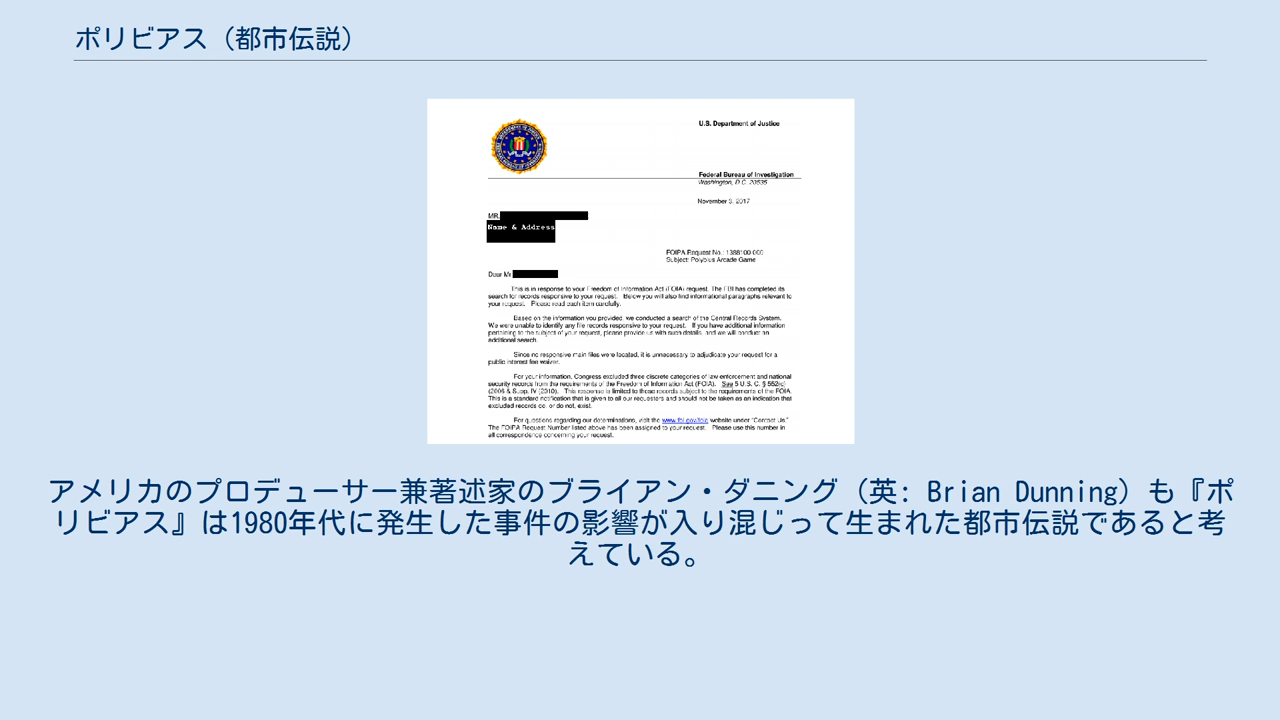 ポリビアス（都市伝説）
U.S. Department of Justice
Federal Bureau of Investigation
Washington, D.C. 20535
November 3, 2017
MR.
Name & Address
FOIPA Request No.: 1388100-000
Subject: Polybius Arcade Game
Dear Mr
This is in response to your Freedom of Information Act (FOIA) request. The FBI has completed its
search for records responsive to your request. Below you will also find informational paragraphs relevant to
your request. Please read each item carefully.
Based on the information you provided, we conducted a search of the Central Records System.
We were unable to identify any file records responsive to your request. If you have additional information
pertaining to the subject of your request, please provide us with such details, and we will conduct an
additional search.
Since no responsive main files were located, it is unnecessary to adjudicate your request for a
public interest fee waiver.
For your information, Congress excluded three discrete categories of law enforcement and national
security records from the requirements of the Freedom of Information Act (FOIA). See 5 U.S. C. § 552(c)
(2006 & Supp. IV (2010). This response is limited to those records subject to the requirements of the FOIA.
This is a standard notification that is given to all our requesters and should not be taken as an indication that
excluded records do, or do not, exist.
For questions regarding our determinations, visit the www.fbi.gov/foia website under "Contact Us."
The FOIPA Request Number listed above has been assigned to your request. Please use this number in
all correspondence concerning your request.
アメリカのプロデューサー兼著述家のブライアン・ダニング（英: Brian Dunning）も『ポ
リビアス』は1980年代に発生した事件の影響が入り混じって生まれた都市伝説であると考
えている。